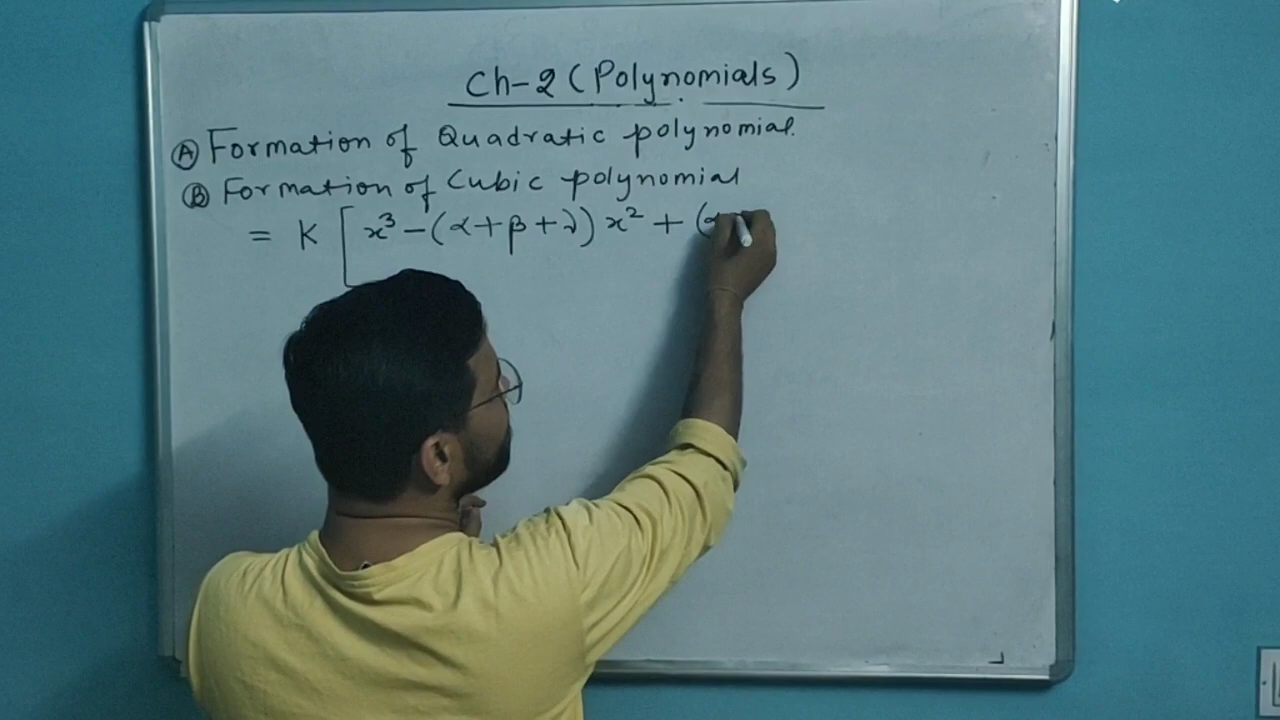 Ch-2 (Polynomials)
Ⓐ Formation of Quadratic polynomial.
Ⓑ Formation of Cubic polynomial
= K [x³ - (α + β + γ) x² + (α